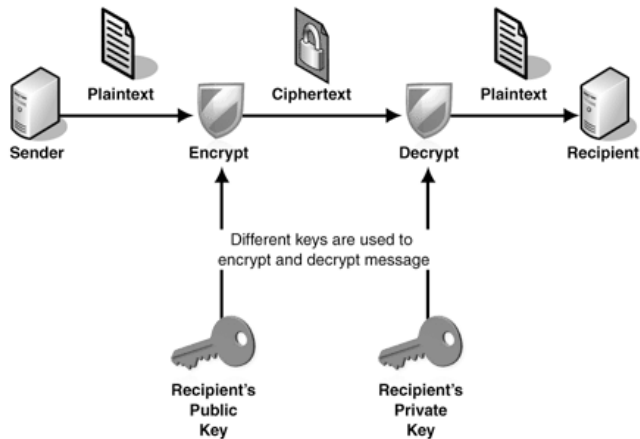 Plaintext
Ciphertext
Plaintext
Sender
Encrypt
Decrypt
Recipient
Different keys are used to
encrypt and decrypt message
Recipient's
Public
Key
Recipient's
Private
Key